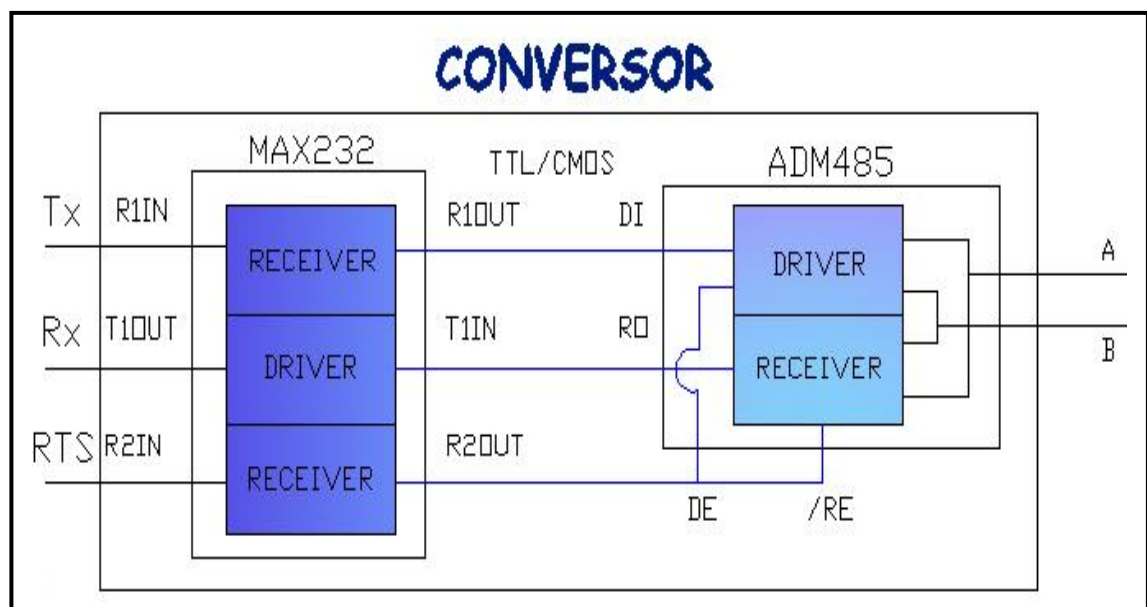 CONVERSOR
MAX232
TTL/CMOS
ADM485
Tx
R1IN
RECEIVER
R1OUT
DI
DRIVER
A
Rx
T1OUT
DRIVER
T1IN
RO
RECEIVER
B
RTS
R2IN
RECEIVER
R2OUT
DE
/RE